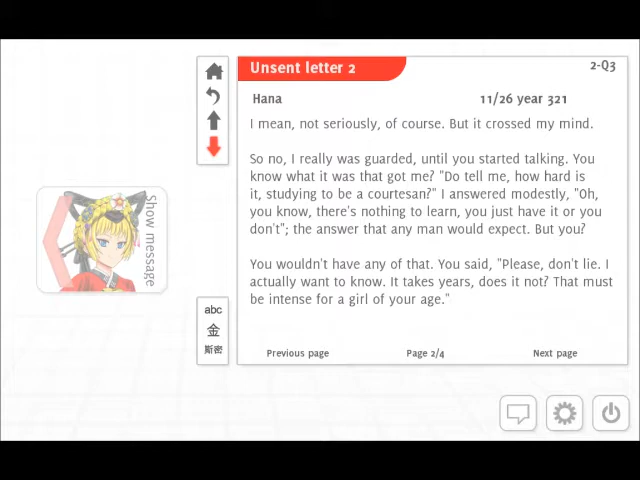 Unsent letter 2
2-Q3
Hana
11/26 year 321
I mean, not seriously, of course. But it crossed my mind.
So no, I really was guarded, until you started talking. You
know what it was that got me? "Do tell me, how hard is
it, studying to be a courtesan?" I answered modestly, "Oh,
you know, there's nothing to learn, you just have it or you
don't"; the answer that any man would expect. But you?
You wouldn't have any of that. You said, "Please, don't lie. I
actually want to know. It takes years, does it not? That must
be intense for a girl of your age."
Show message
abc
金
斯密
Previous page
Page 2/4
Next page